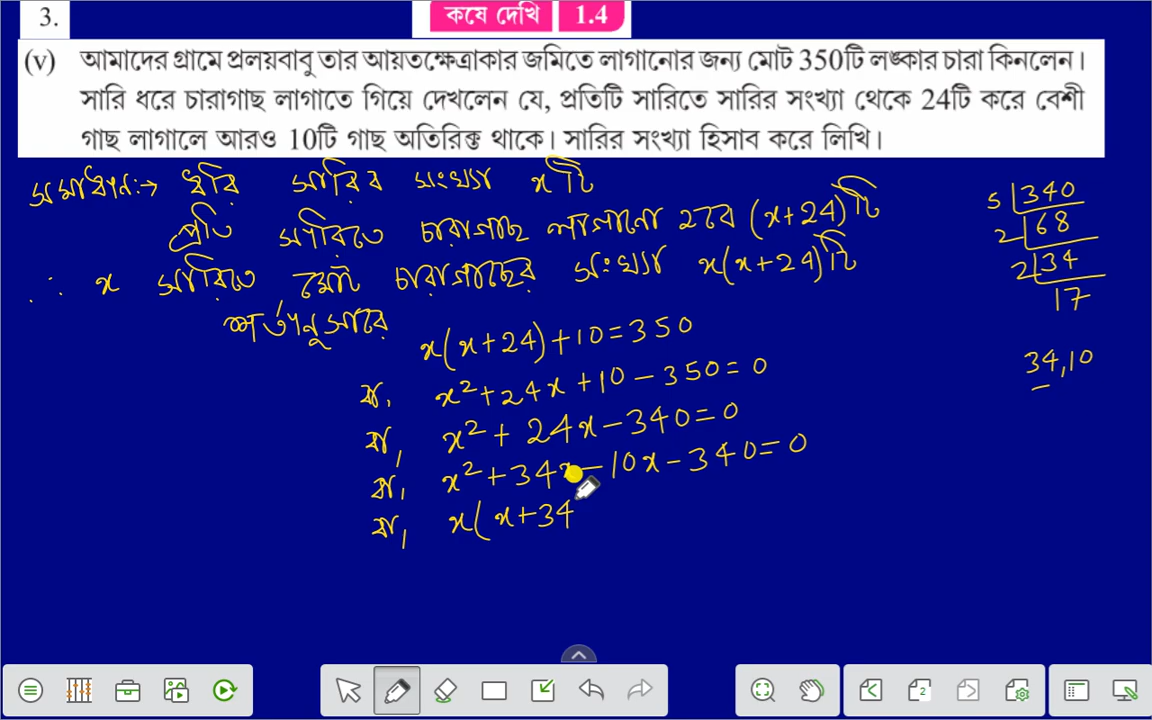 3.
কষে দেখি 1.4
(v) আমাদের গ্রামে প্রলয়বাবু তার আয়তক্ষেত্রাকার জমিতে লাগানোর জন্য মোট 350টি লঙ্কার চারা কিনলেন।
সারি ধরে চারাগাছ লাগাতে গিয়ে দেখলেন যে, প্রতিটি সারিতে সারির সংখ্যা থেকে 24টি করে বেশী
গাছ লাগালে আরও 10টি গাছ অতিরিক্ত থাকে। সারির সংখ্যা হিসাব করে লিখি।
সমাধান:→ ধরি সারির সংখ্যা x টি
প্রতি সারিতে চারাগাছ লাগানো হবে (x+24) টি
∴ x সারিতে মোট চারাগাছের সংখ্যা x(x+24) টি
শর্তানুসারে
x(x+24)+10=350
বা, x²+24x+10-350=0
বা, x²+24x-340=0
বা, x²+34x-10x-340=0
বা, x(x+34
5 340
2 68
2 34
17
34,10
2